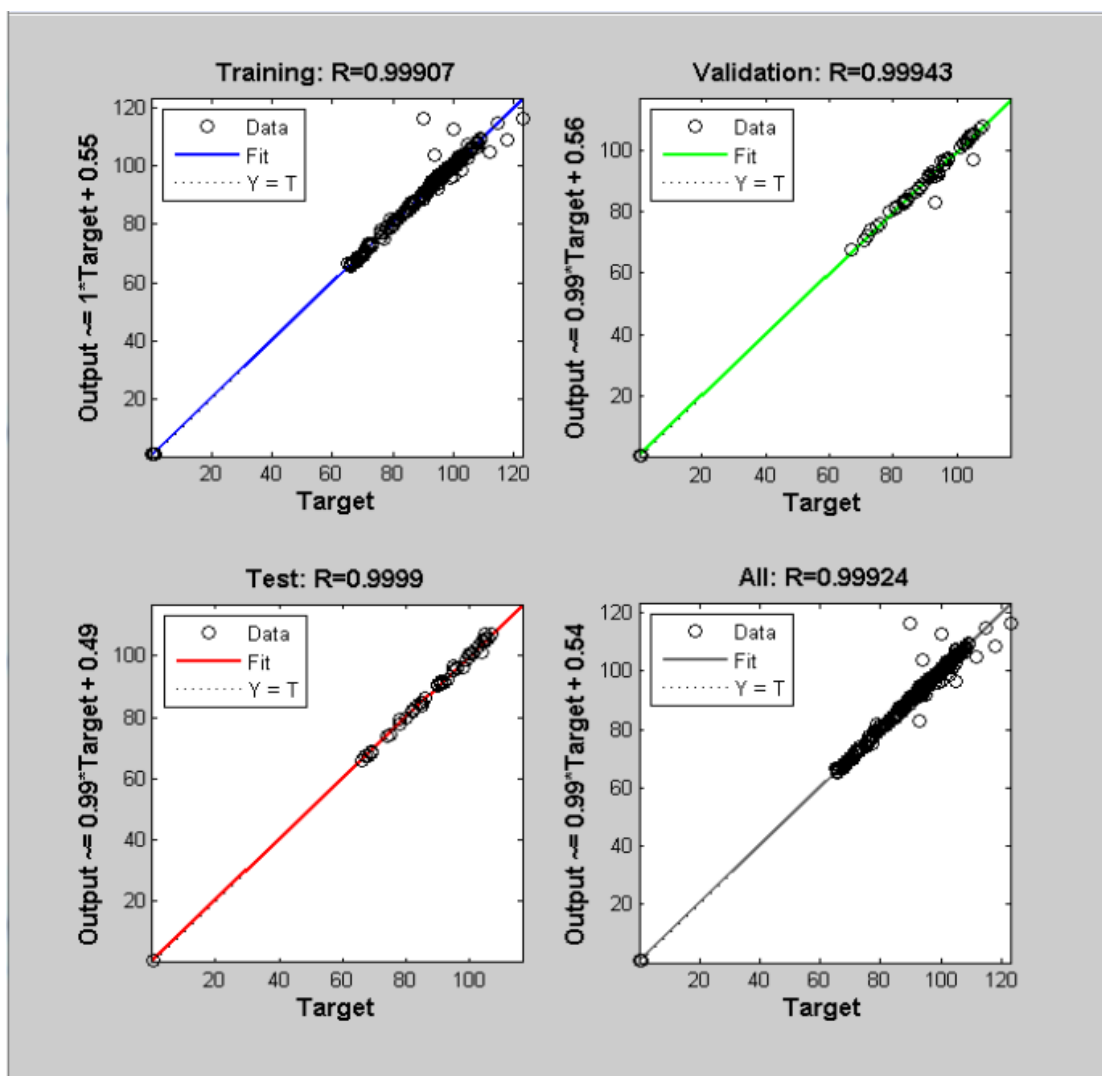 Training: R=0.99907
Output ~= 1*Target + 0.55
120
100
80
60
40
20
Data
Fit
Y = T
20 40 60 80 100 120
Target
Validation: R=0.99943
Output ~= 0.99*Target + 0.56
100
80
60
40
20
Data
Fit
Y = T
20 40 60 80 100
Target
Test: R=0.9999
Output ~= 0.99*Target + 0.49
100
80
60
40
20
Data
Fit
Y = T
20 40 60 80 100
Target
All: R=0.99924
Output ~= 0.99*Target + 0.54
120
100
80
60
40
20
Data
Fit
Y = T
20 40 60 80 100 120
Target